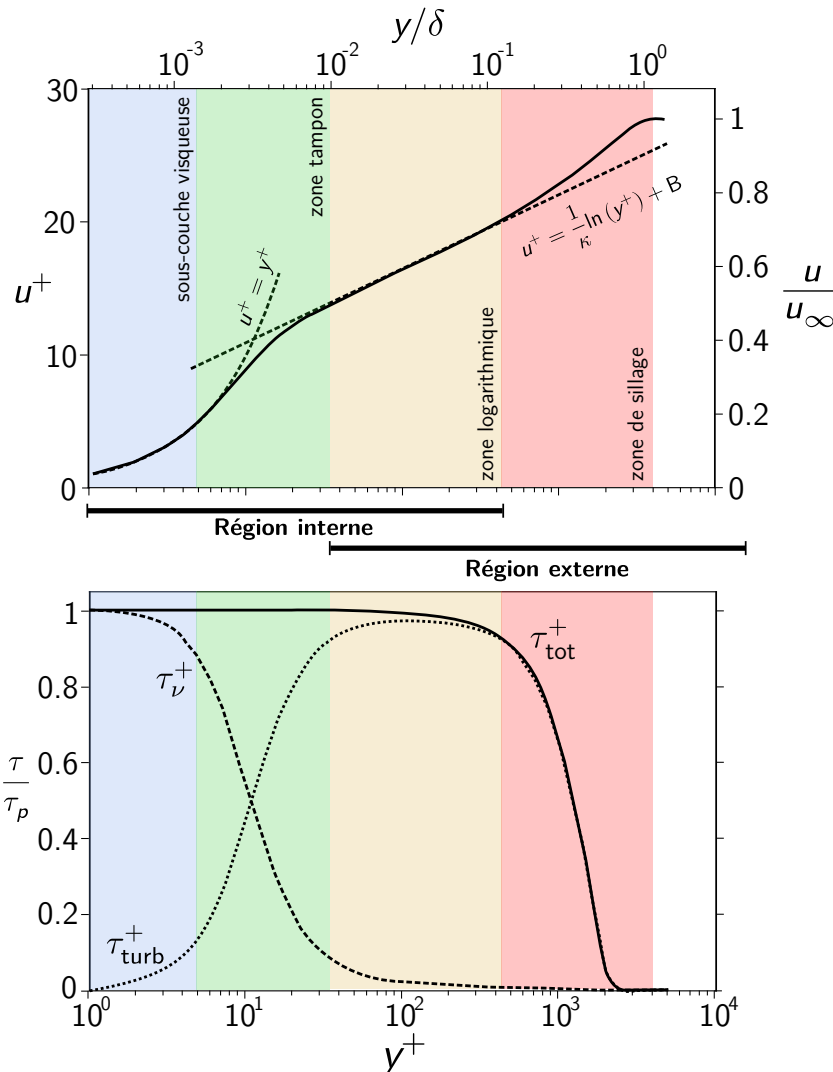 y/δ
10⁻³ 10⁻² 10⁻¹ 10⁰
30
20
10
0
u⁺
sous-couche visqueuse
zone tampon
zone logarithmique
zone de sillage
u⁺ = y⁺
u⁺ = 1/κ ln (y⁺) + B
1
0.8
0.6
0.4
0.2
0
u/u∞
Région interne
Région externe
1
0.8
0.6
0.4
0.2
0
τ/τp
τν⁺
τturb⁺
τtot⁺
10⁰ 10¹ 10² 10³ 10⁴
y⁺